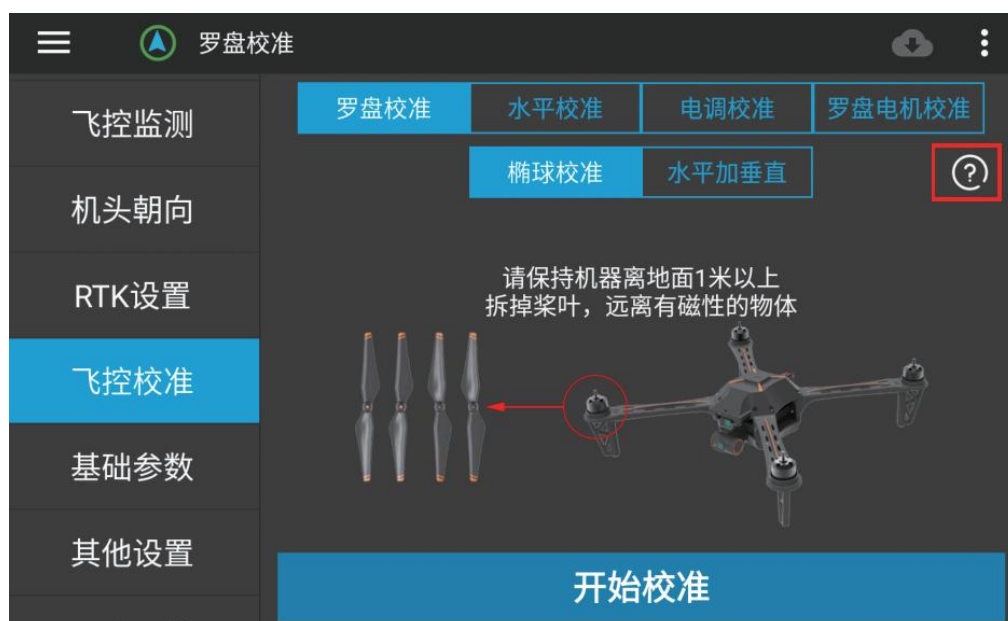 罗盘校准
飞控监测
机头朝向
RTK设置
飞控校准
基础参数
其他设置
罗盘校准 水平校准 电调校准 罗盘电机校准
椭球校准 水平加垂直
?
请保持机器离地面1米以上
拆掉桨叶，远离有磁性的物体
开始校准